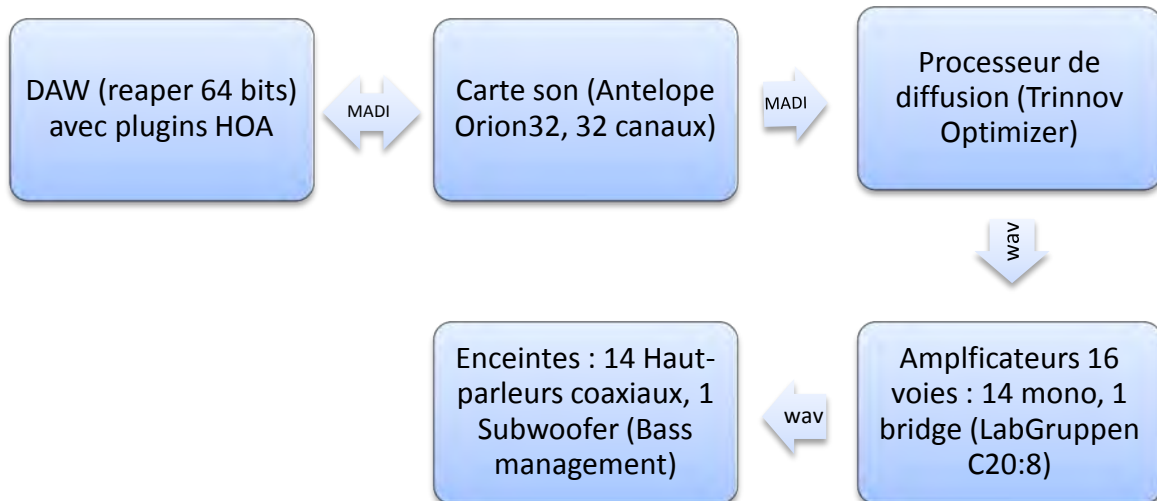 DAW (reaper 64 bits)
avec plugins HOA
MADI
Carte son (Antelope
Orion32, 32 canaux)
MADI
Processeur de
diffusion (Trinnov
Optimizer)
wav
Amplficateurs 16
voies : 14 mono, 1
bridge (LabGruppen
C20:8)
wav
Enceintes : 14 Haut-
parleurs coaxiaux, 1
Subwoofer (Bass
management)